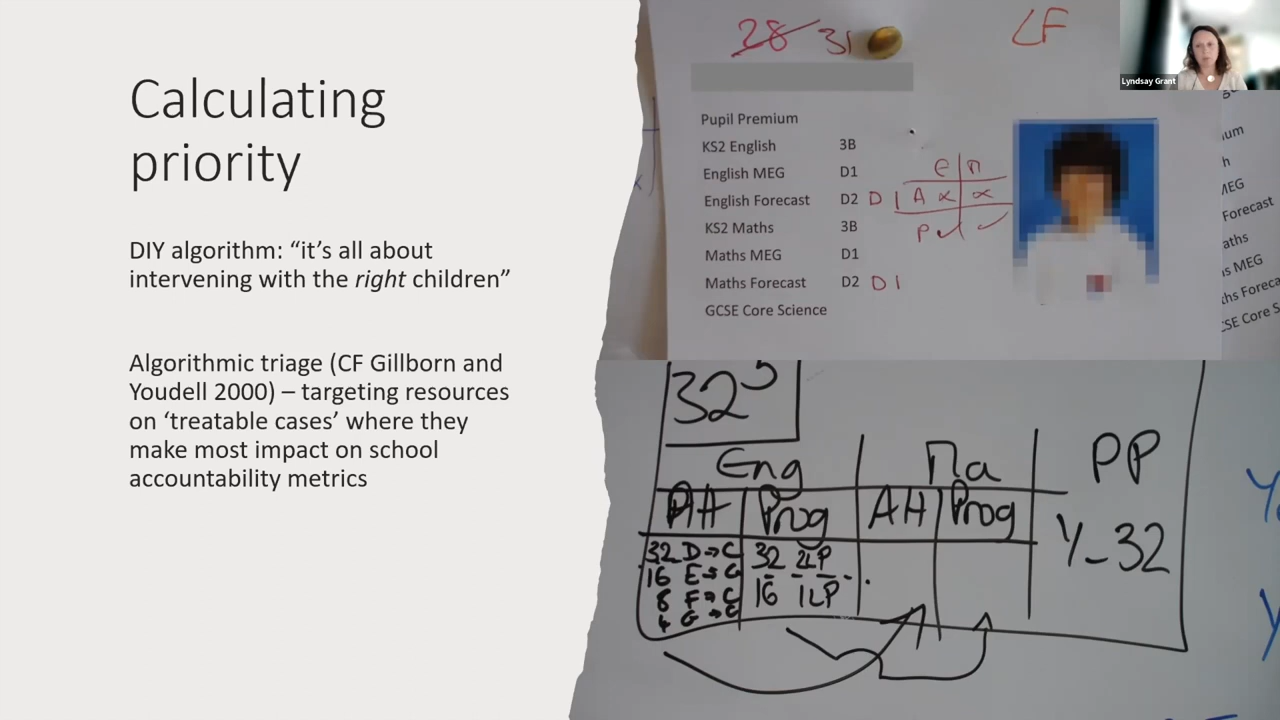 Calculating
priority
DIY algorithm: “it’s all about
intervening with the right children”
Algorithmic triage (CF Gillborn and
Youdell 2000) – targeting resources
on ‘treatable cases’ where they
make most impact on school
accountability metrics
28 31
LF
Lyndsay Grant
Pupil Premium
KS2 English 3B
English MEG D1
English Forecast D2 D1
KS2 Maths 3B
Maths MEG D1
Maths Forecast D2 D1
GCSE Core Science
E
A
P
MEG
Forecast
32
Eng Ma PP
AH Prog AH Prog
Y-32
32 D→C 32 2LP
16 E→C 16 1LP
8 F→C
4 G→C